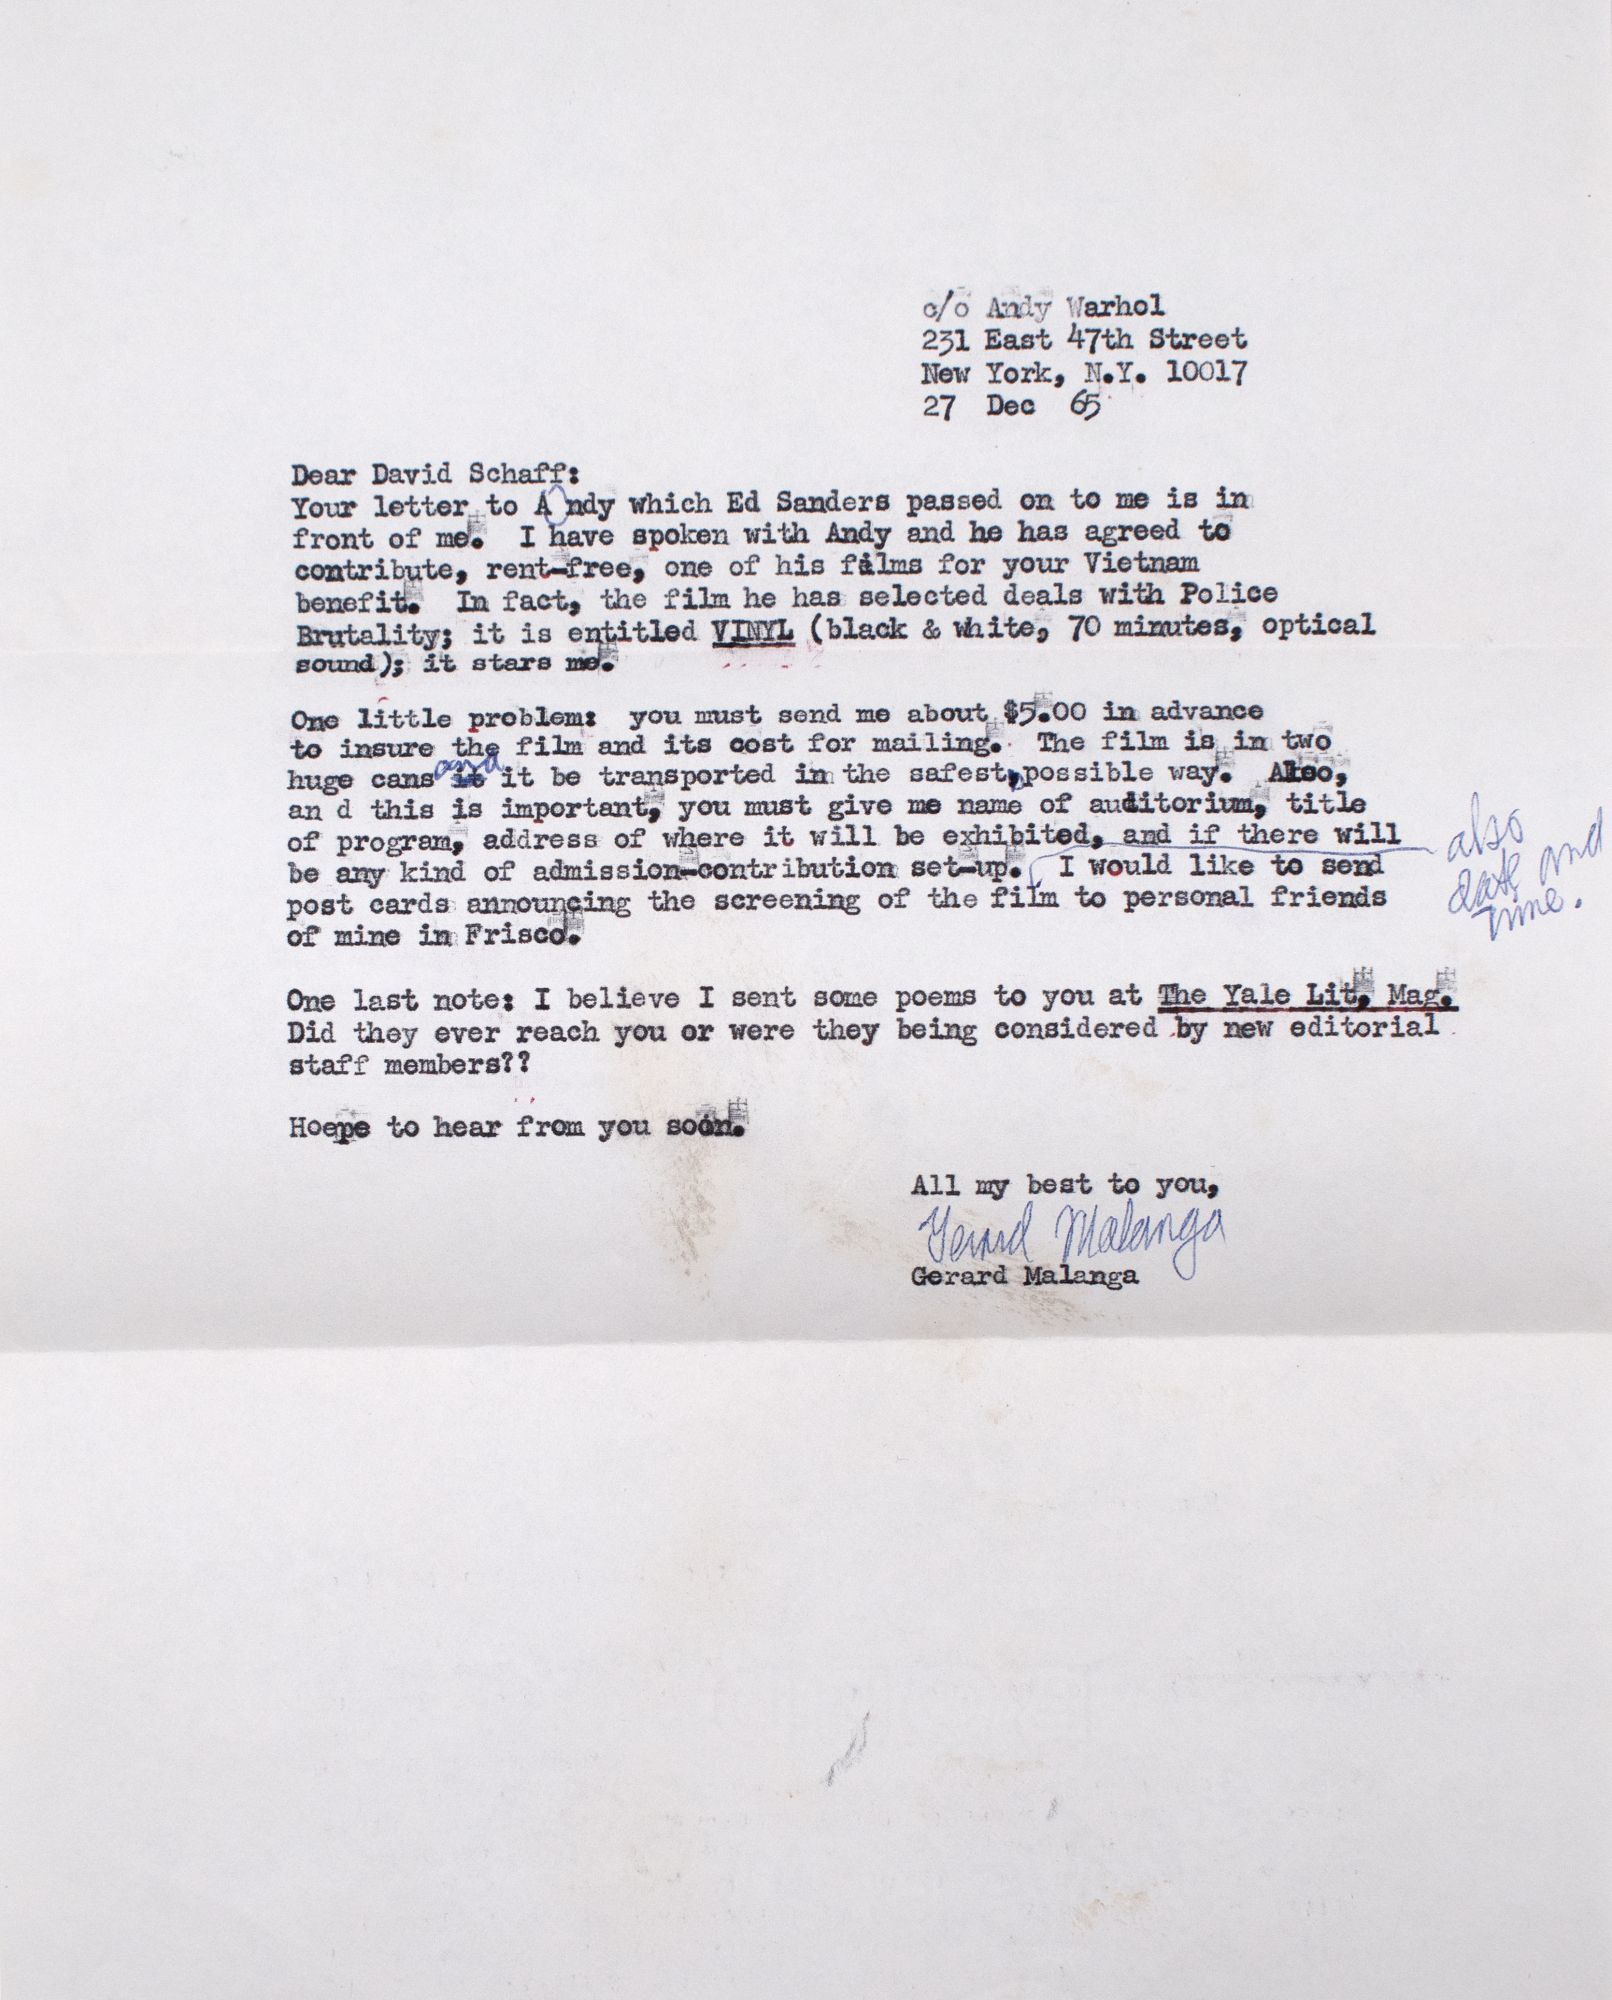 c/o Andy Warhol
231 East 47th Street
New York, N.Y. 10017
27 Dec 65
Dear David Schaff:
Your letter to A ndy which Ed Sanders passed on to me is in
front of me. I have spoken with Andy and he has agreed to
contribute, rent-free, one of his films for your Vietnam
benefit. In fact, the film he has selected deals with Police
Brutality; it is entitled VINYL (black & white, 70 minutes, optical
sound); it stars me.
One little problem: you must send me about $5.00 in advance
to insure the film and its cost for mailing. The film is in two
huge cans and it be transported in the safest possible way. Also,
an d this is important, you must give me name of auditorium, title
of program, address of where it will be exhibited, and if there will
be any kind of admission-contribution set-up. I would like to send
also
date and
time.
post cards announcing the screening of the film to personal friends
of mine in Frisco.
One last note: I believe I sent some poems to you at The Yale Lit. Mag.
Did they ever reach you or were they being considered by new editorial
staff members??
Hoepe to hear from you soon.
All my best to you,
Gerard Malanga
Gerard Malanga